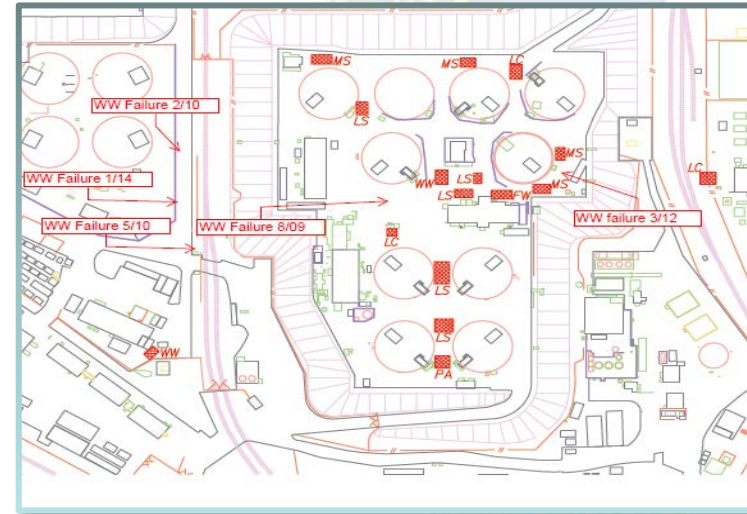 MS
MS
LC
WW Failure 2/10
LS
MS
LC
WW Failure 1/14
WW
LS
LS
FW
MS
WW Failure 5/10
WW Failure 8/09
WW failure 3/12
LC
LS
LS
WW
PA